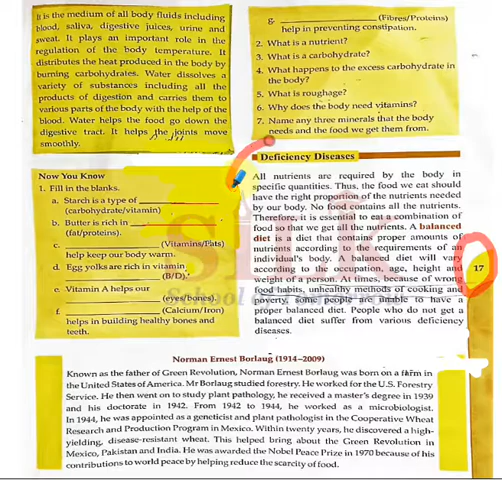 It is the medium of all body fluids including
blood, saliva, digestive juices, urine and
sweat. It plays an important role in the
regulation of the body temperature. It
distributes the heat produced in the body by
burning carbohydrates. Water dissolves a
variety of substances including all the
products of digestion and carries them to
various parts of the body with the help of the
blood. Water helps the food go down the
digestive tract. It helps the joints move
smoothly.
Now You Know
1. Fill in the blanks.
a. Starch is a type of
(carbohydrate/vitamin)
b. Butter is rich in
(fat/proteins).
c. (Vitamins/Fats)
help keep our body warm.
d. Egg yolks are rich in vitamin
(B/D).
e. Vitamin A helps our
(eyes/bones).
f. (Calcium/Iron)
helps in building healthy bones and
teeth.
g. (Fibres/Proteins)
help in preventing constipation.
2. What is a nutrient?
3. What is a carbohydrate?
4. What happens to the excess carbohydrate in
the body?
5. What is roughage?
6. Why does the body need vitamins?
7. Name any three minerals that the body
needs and the food we get them from.
Deficiency Diseases
All nutrients are required by the body in
specific quantities. Thus, the food we eat should
have the right proportions of the nutrients needed
by our body. No food contains all the nutrients.
Therefore, it is essential to eat a combination of
food so that we get all the nutrients. A balanced
diet is a diet that contains proper amounts of
nutrients according to the requirements of an
individual's body. A balanced diet will vary
according to the occupation, age, height and
weight of a person. At times, because of wrong
food habits, unhealthy methods of cooking and
poverty, some people are unable to have a
proper balanced diet. People who do not get a
balanced diet suffer from various deficiency
diseases.
17
Norman Ernest Borlaug (1914–2009)
Known as the father of Green Revolution, Norman Ernest Borlaug was born on a farm in
the United States of America. Mr Borlaug studied forestry. He worked for the U.S. Forestry
Service. He then went on to study plant pathology, he received a master's degree in 1939
and his doctorate in 1942. From 1942 to 1944, he worked as a microbiologist.
In 1944, he was appointed as a geneticist and plant pathologist in the Cooperative Wheat
Research and Production Program in Mexico. Within twenty years, he discovered a high-
yielding, disease-resistant wheat. This helped bring about the Green Revolution in
Mexico, Pakistan and India. He was awarded the Nobel Peace Prize in 1970 because of his
contributions to world peace by helping reduce the scarcity of food.